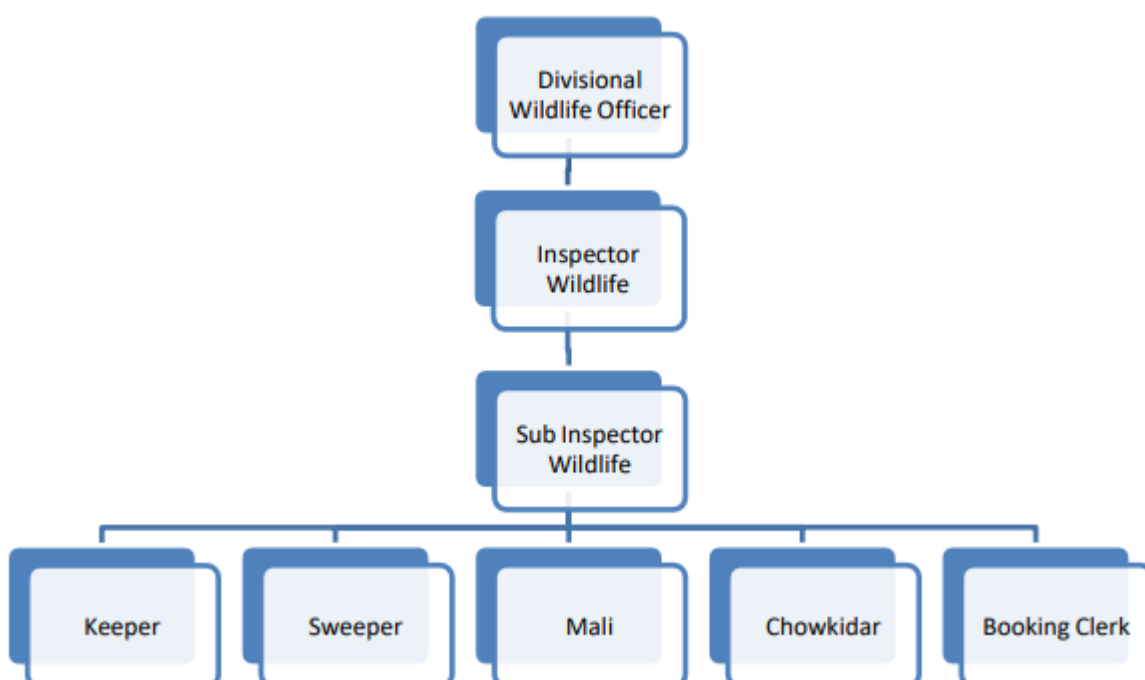 Divisional
Wildlife Officer
Inspector
Wildlife
Sub Inspector
Wildlife
Keeper
Sweeper
Mali
Chowkidar
Booking Clerk